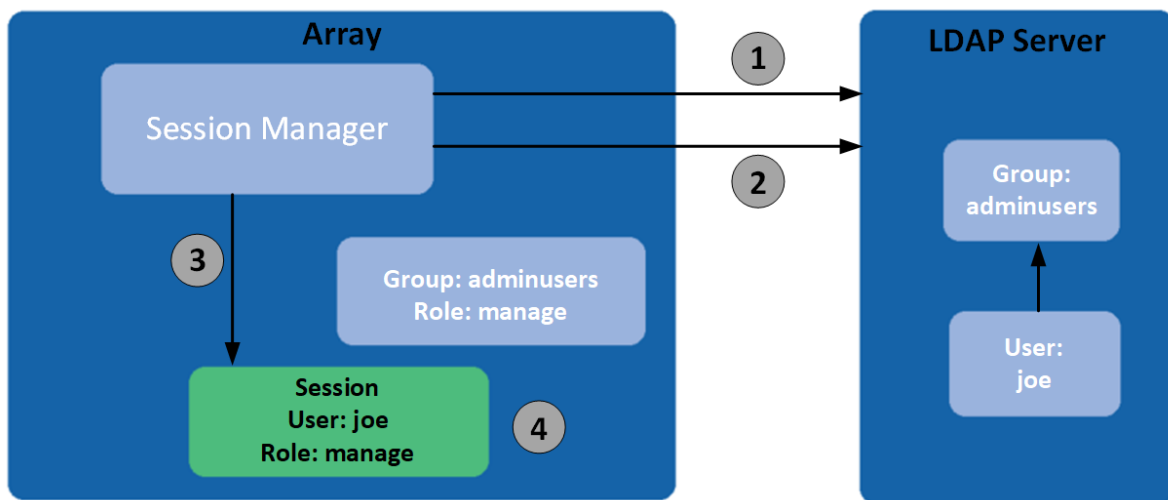 Array
Session Manager
1
2
3
Group: adminusers
Role: manage
Session
User: joe
Role: manage
4
LDAP Server
Group:
adminusers
User:
joe